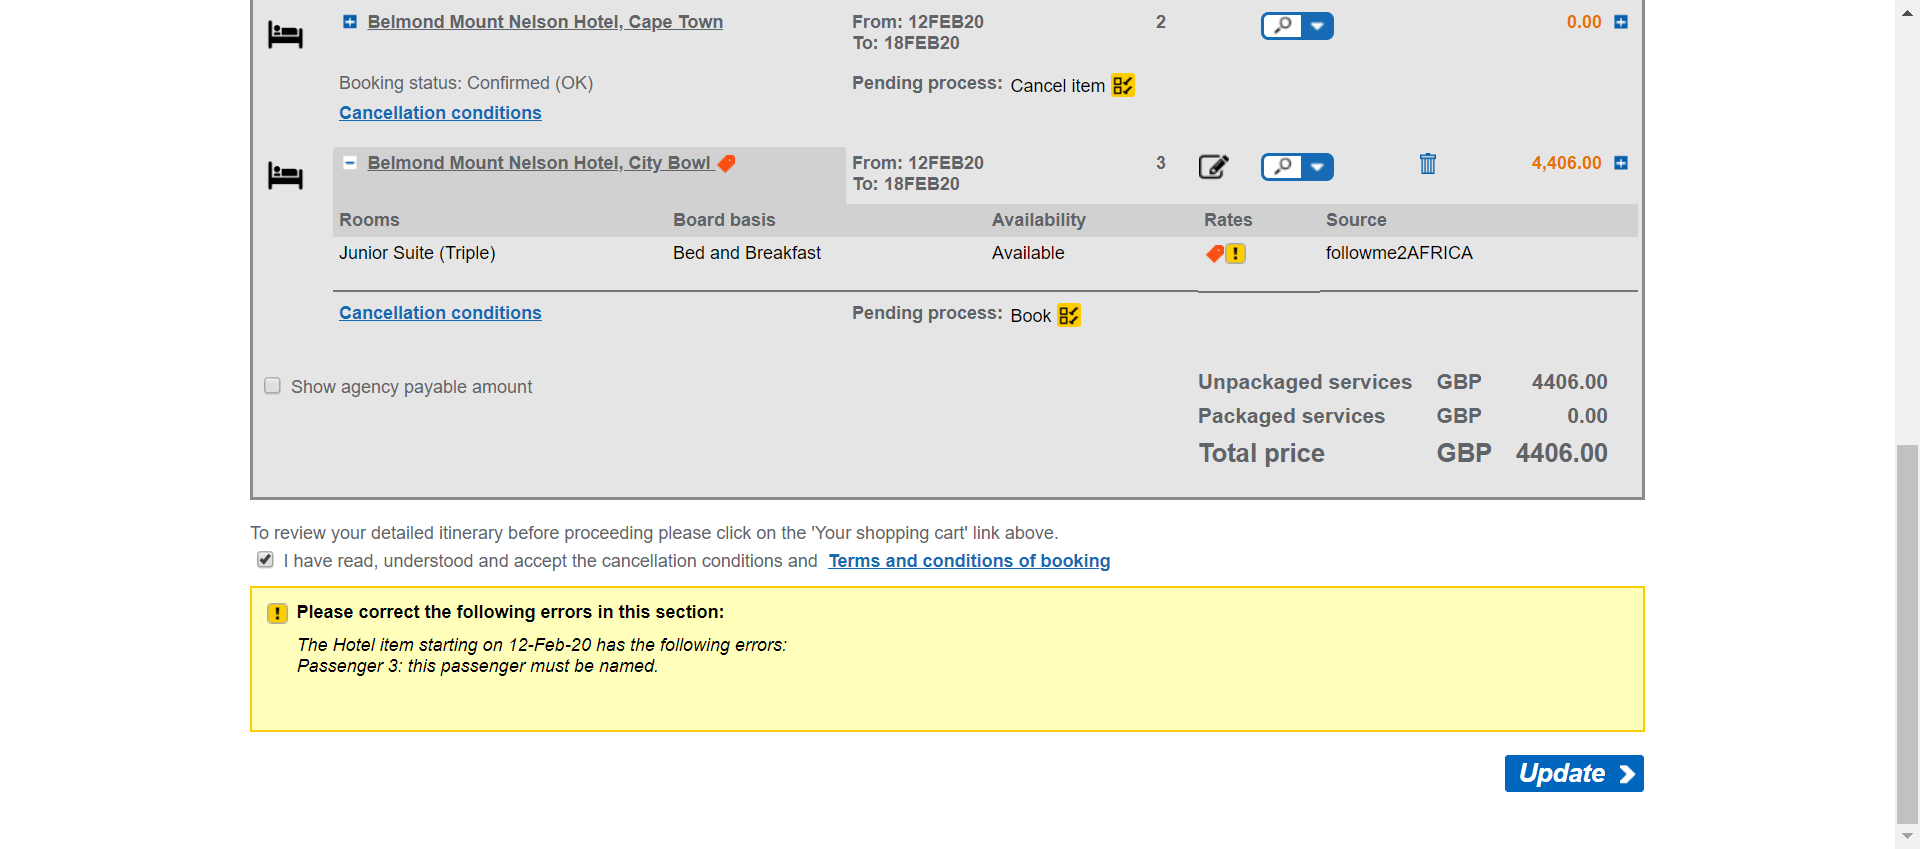 Belmond Mount Nelson Hotel, Cape Town From: 12FEB20 2 0.00
To: 18FEB20
Booking status: Confirmed (OK) Pending process: Cancel item
Cancellation conditions
Belmond Mount Nelson Hotel, City Bowl From: 12FEB20 3 4,406.00
To: 18FEB20
Rooms Board basis Availability Rates Source
Junior Suite (Triple) Bed and Breakfast Available followme2AFRICA
Cancellation conditions Pending process: Book
Show agency payable amount
Unpackaged services GBP 4406.00
Packaged services GBP 0.00
Total price GBP 4406.00
To review your detailed itinerary before proceeding please click on the 'Your shopping cart' link above.
I have read, understood and accept the cancellation conditions and Terms and conditions of booking
Please correct the following errors in this section:
The Hotel item starting on 12-Feb-20 has the following errors:
Passenger 3: this passenger must be named.
Update